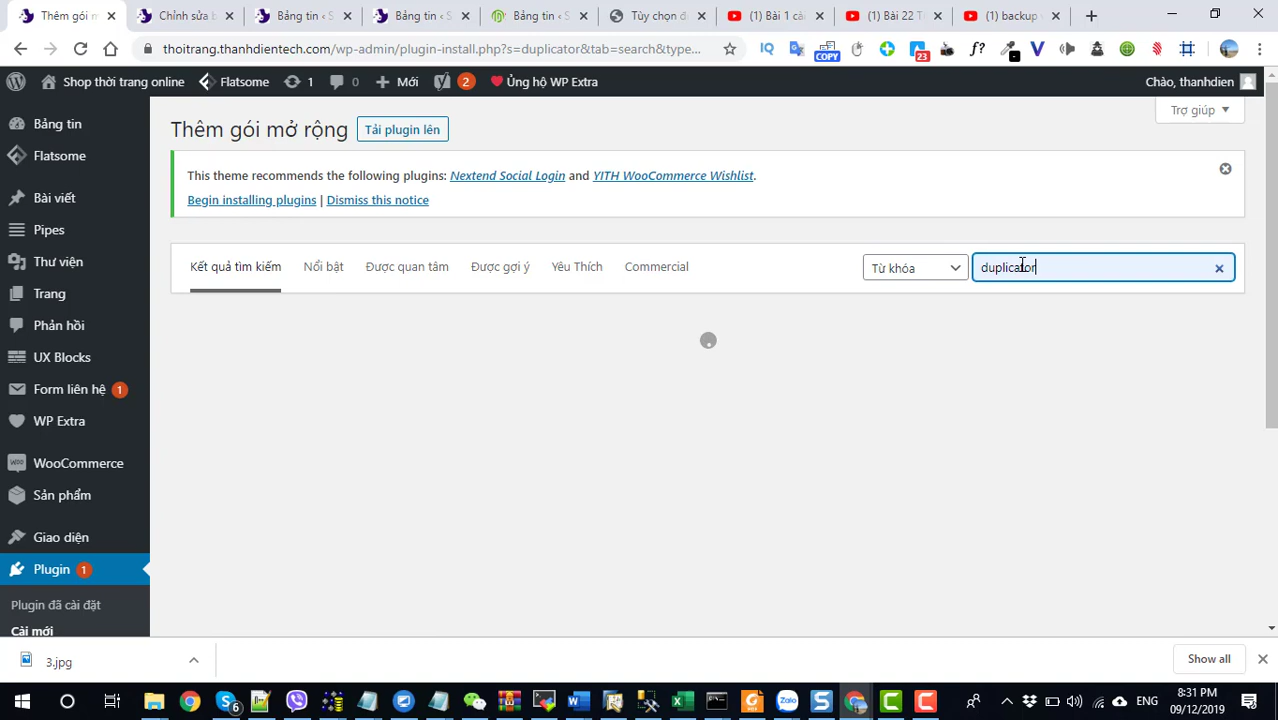 Thêm gói mớ
Chỉnh sửa b
Bảng tin ‹ S
Bảng tin ‹ S
Bảng tin ‹ S
Tùy chọn đ
(1) Bài 1 cà
(1) Bài 22 T
(1) backup
thoitrang.thanhdientech.com/wp-admin/plugin-install.php?s=duplicator&tab=search&type...
IQ
COPY
23
f?
V
Shop thời trang online
Flatsome
1
0
Mới
2
Ủng hộ WP Extra
Chào, thanhdien
Bảng tin
Flatsome
Bài viết
Pipes
Thư viện
Trang
Phản hồi
UX Blocks
Form liên hệ 1
WP Extra
WooCommerce
Sản phẩm
Giao diện
Plugin 1
Plugin đã cài đặt
Cài mới
Trợ giúp
Thêm gói mở rộng
Tải plugin lên
This theme recommends the following plugins: Nextend Social Login and YITH WooCommerce Wishlist.
Begin installing plugins | Dismiss this notice
Kết quả tìm kiếm
Nổi bật
Được quan tâm
Được gợi ý
Yêu Thích
Commercial
Từ khóa
duplicator
3.jpg
Show all
6
Zalo
ENG
8:31 PM
09/12/2019